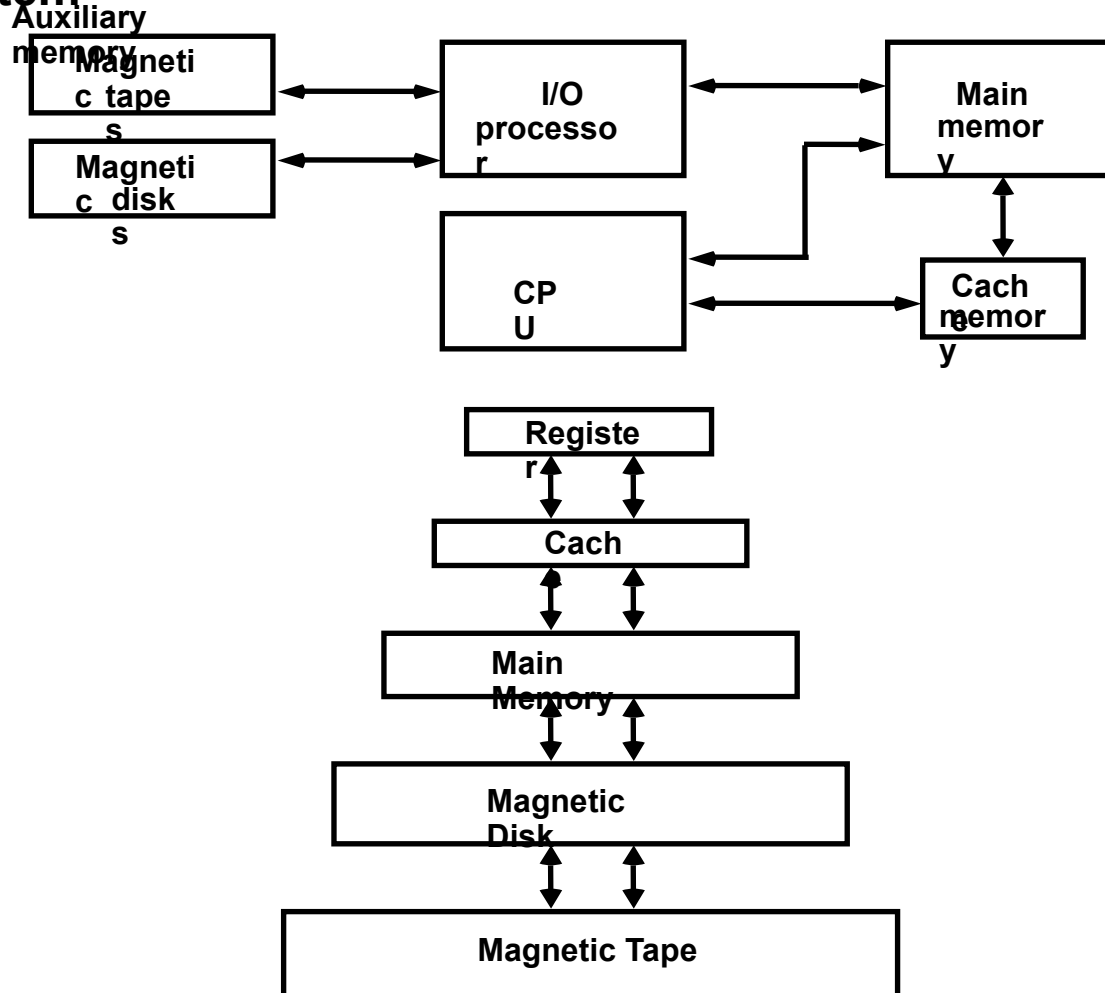 Auxiliary
memory
Magneti
c tape
s
Magneti
c disk
s
I/O
processo
r
Main
memor
y
CP
U
Cach
e
memor
y
Registe
r
Cach
e
Main
Memory
Magnetic
Disk
Magnetic Tape